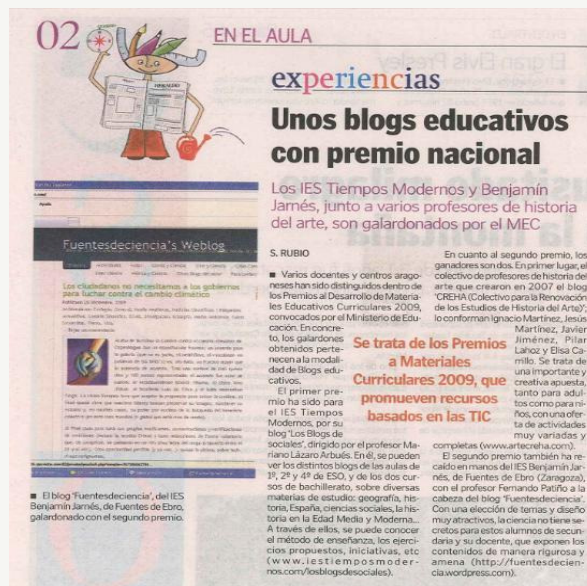 02
EN EL AULA
experiencias
Unos blogs educativos
con premio nacional
Los IES Tiempos Modernos y Benjamín
Jarnés, junto a varios profesores de historia
del arte, son galardonados por el MEC
Fuentesdeciencia's Weblog
Los ciudadanos no necesitamos a los gobiernos
para luchar contra el cambio climático
■ El blog 'Fuentesdeciencia', del IES
Benjamín Jarnés, de Fuentes de Ebro,
galardonado con el segundo premio.
S. RUBIO
■ Varios docentes y centros arago-
neses han sido distinguidos dentro de
los Premios al Desarrollo de Materia-
les Educativos Curriculares 2009,
convocados por el Ministerio de Edu-
cación. En concre-
to, los galardones
obtenidos perte-
necen a la modali-
dad de Blogs edu-
cativos.
El primer pre-
mio ha sido para
el IES Tiempos
Modernos, por su
blog 'Los Blogs de
sociales', dirigido por el profesor Ma-
riano Lázaro Arbués. En él, se pueden
ver los distintos blogs de las aulas de
1º, 2º y 4º de ESO, y de los dos cur-
sos de bachillerato, sobre diversas
materias de estudio: geografía, his-
toria, España, ciencias sociales, la his-
toria en la Edad Media y Moderna...
A través de ellos, se puede conocer
el método de enseñanza, los ejerci-
cios propuestos, iniciativas, etc
(www.iestiemposmoder-
nos.com/losblogsdesociales).
Se trata de los Premios
a Materiales
Curriculares 2009, que
promueven recursos
basados en las TIC
En cuanto al segundo premio, los
ganadores son dos. En primer lugar, el
colectivo de profesores de historia del
arte que crearon en 2007 el blog
'CREHA (Colectivo para la Renovación
de los Estudios de Historia del Arte)';
lo conforman Ignacio Martínez, Jesús
Martínez, Javier
Jiménez, Pilar
Lahoz y Elisa Ca-
rrillo. Se trata de
una importante y
creativa apuesta,
tanto para adul-
tos como para ni-
ños, con una ofer-
ta de actividades
muy variadas y
completas (www.artecreha.com).
El segundo premio también ha re-
caído en manos del IES Benjamín Jar-
nés, de Fuentes de Ebro (Zaragoza),
con el profesor Fernando Patiño a la
cabeza del blog 'Fuentesdeciencia'.
Con una elección de temas y diseño
muy atractivos, la ciencia no tiene se-
cretos para estos alumnos de secun-
daria y su docente, que exponen los
contenidos de manera rigurosa y
amena (http://fuentesdecien-
cia.wordpress.com).